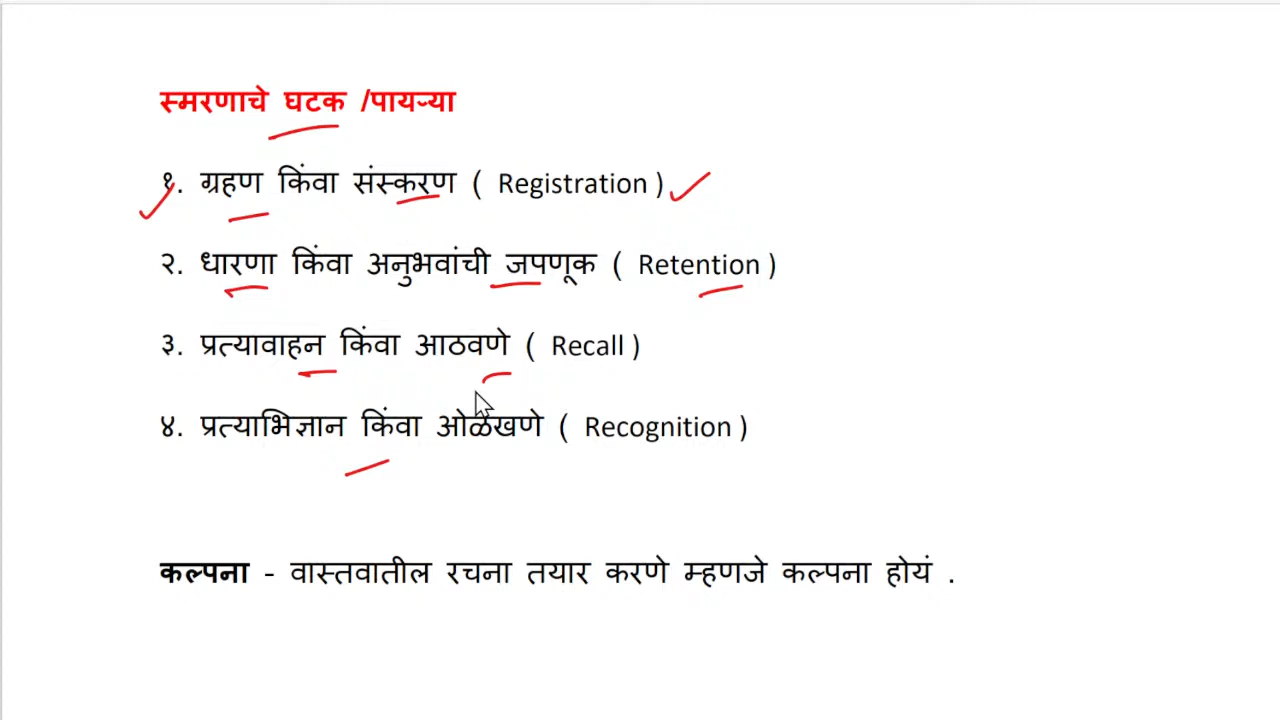 स्मरणाचे घटक /पायऱ्या
१. ग्रहण किंवा संस्करण ( Registration )
२. धारणा किंवा अनुभवांची जपणूक ( Retention )
३. प्रत्यावाहन किंवा आठवणे ( Recall )
४. प्रत्याभिज्ञान किंवा ओळखणे ( Recognition )
कल्पना - वास्तवातील रचना तयार करणे म्हणजे कल्पना होयं .